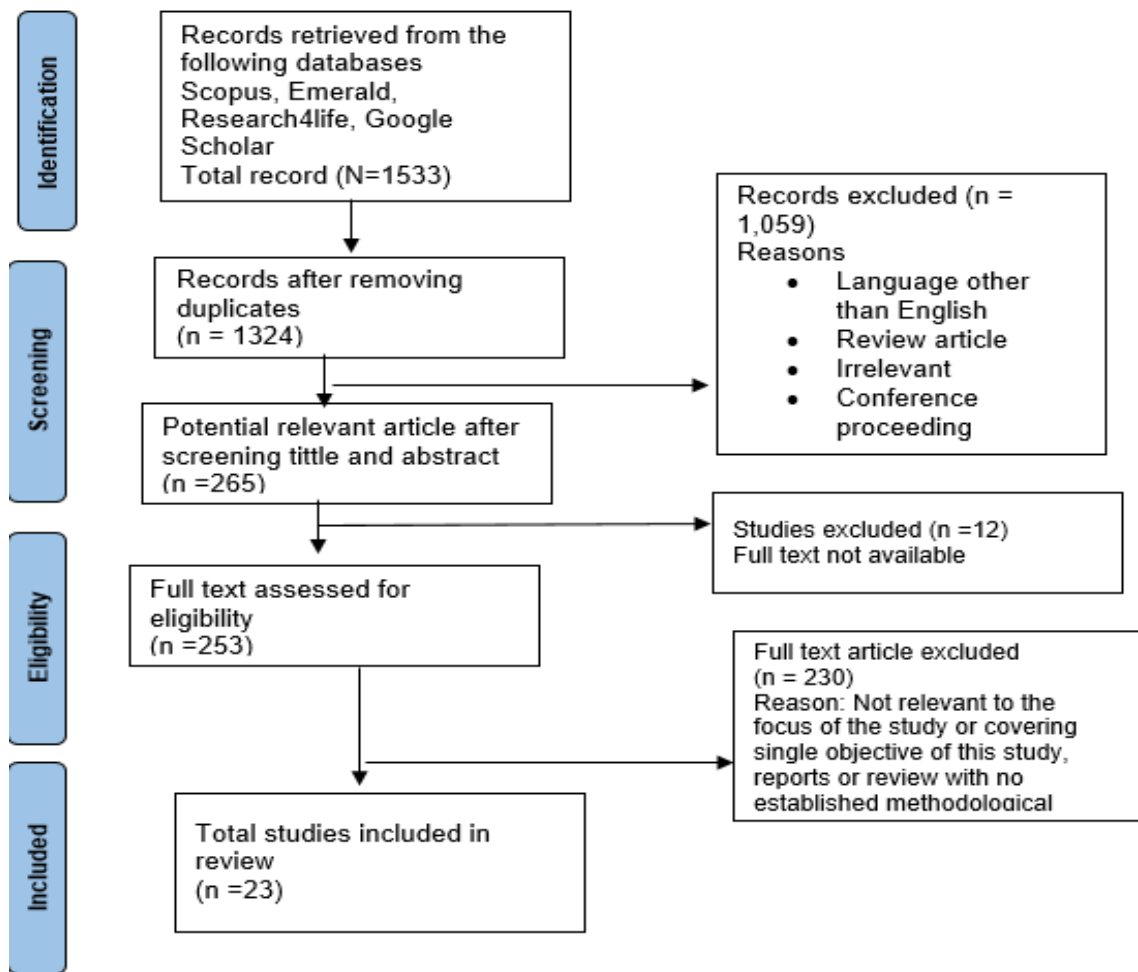 Identification
Records retrieved from the
following databases
Scopus, Emerald,
Research4life, Google
Scholar
Total record (N=1533)
Records excluded (n =
1,059)
Reasons
• Language other
than English
• Review article
• Irrelevant
• Conference
proceeding
Screening
Records after removing
duplicates
(n = 1324)
Potential relevant article after
screening tittle and abstract
(n =265)
Studies excluded (n =12)
Full text not available
Eligibility
Full text assessed for
eligibility
(n =253)
Full text article excluded
(n = 230)
Reason: Not relevant to the
focus of the study or covering
single objective of this study,
reports or review with no
established methodological
Included
Total studies included in
review
(n =23)